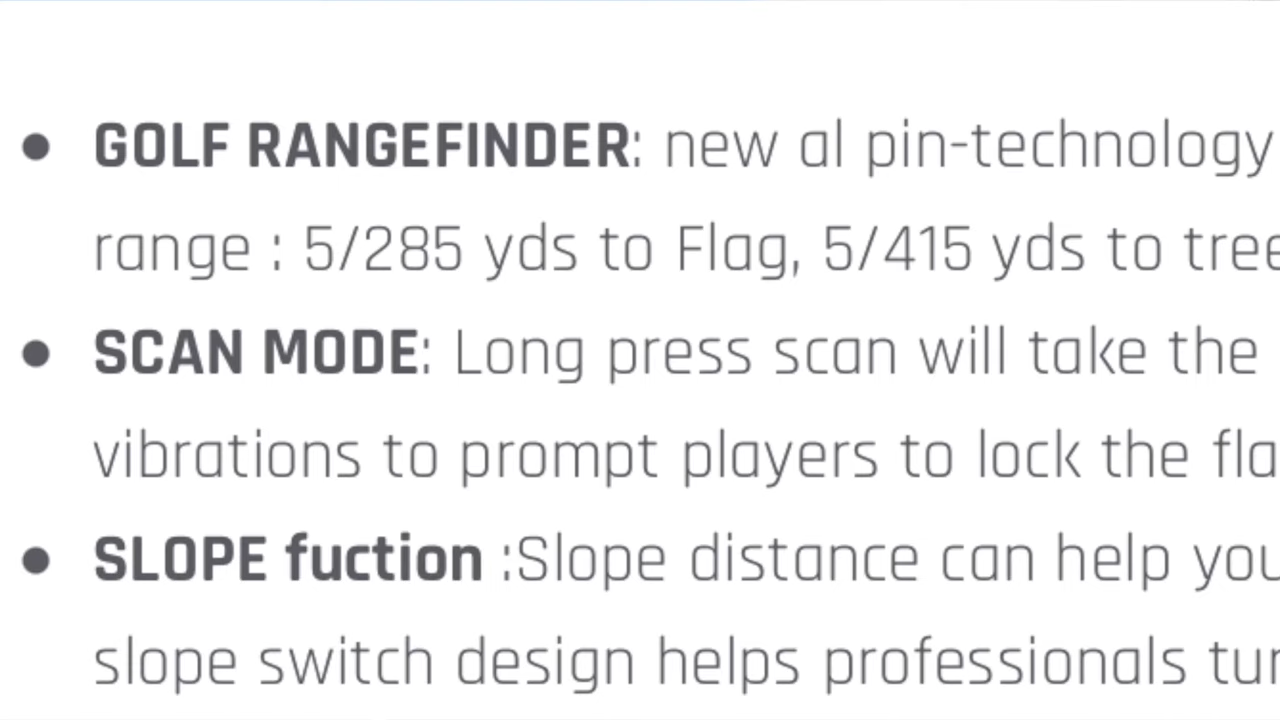 ● GOLF RANGEFINDER: new al pin-technology
range : 5/285 yds to Flag, 5/415 yds to tree
● SCAN MODE: Long press scan will take the
vibrations to prompt players to lock the fla
● SLOPE fuction :Slope distance can help you
slope switch design helps professionals tur